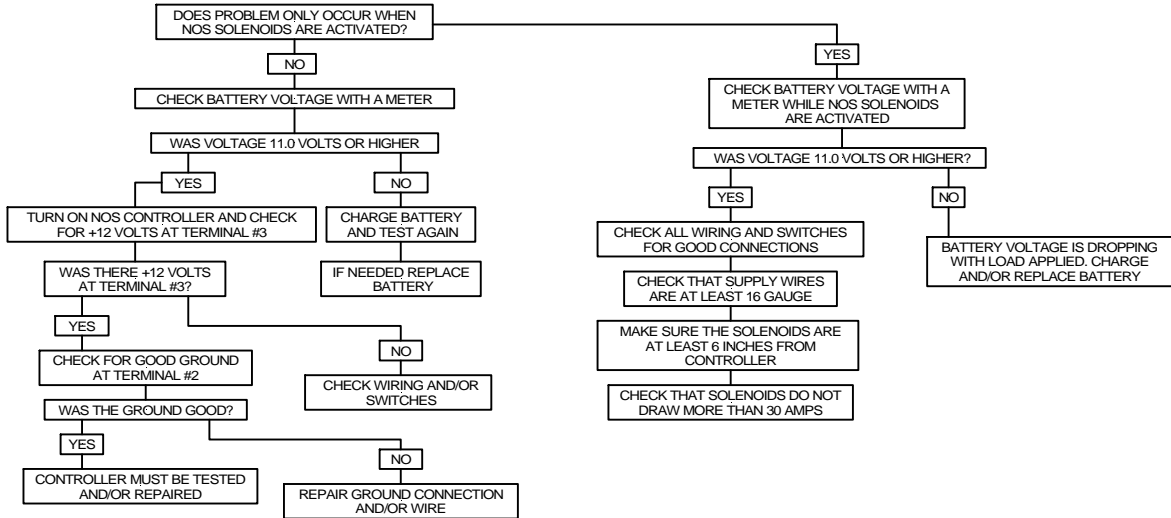 DOES PROBLEM ONLY OCCUR WHEN
NOS SOLENOIDS ARE ACTIVATED?
NO
CHECK BATTERY VOLTAGE WITH A METER
WAS VOLTAGE 11.0 VOLTS OR HIGHER
YES
TURN ON NOS CONTROLLER AND CHECK
FOR +12 VOLTS AT TERMINAL #3
WAS THERE +12 VOLTS
AT TERMINAL #3?
YES
CHECK FOR GOOD GROUND
AT TERMINAL #2
WAS THE GROUND GOOD?
YES
CONTROLLER MUST BE TESTED
AND/OR REPAIRED
NO
REPAIR GROUND CONNECTION
AND/OR WIRE
NO
CHECK WIRING AND/OR
SWITCHES
NO
CHARGE BATTERY
AND TEST AGAIN
IF NEEDED REPLACE
BATTERY
YES
CHECK BATTERY VOLTAGE WITH A
METER WHILE NOS SOLENOIDS
ARE ACTIVATED
WAS VOLTAGE 11.0 VOLTS OR HIGHER?
YES
CHECK ALL WIRING AND SWITCHES
FOR GOOD CONNECTIONS
CHECK THAT SUPPLY WIRES
ARE AT LEAST 16 GAUGE
MAKE SURE THE SOLENOIDS ARE
AT LEAST 6 INCHES FROM
CONTROLLER
CHECK THAT SOLENOIDS DO NOT
DRAW MORE THAN 30 AMPS
NO
BATTERY VOLTAGE IS DROPPING
WITH LOAD APPLIED. CHARGE
AND/OR REPLACE BATTERY